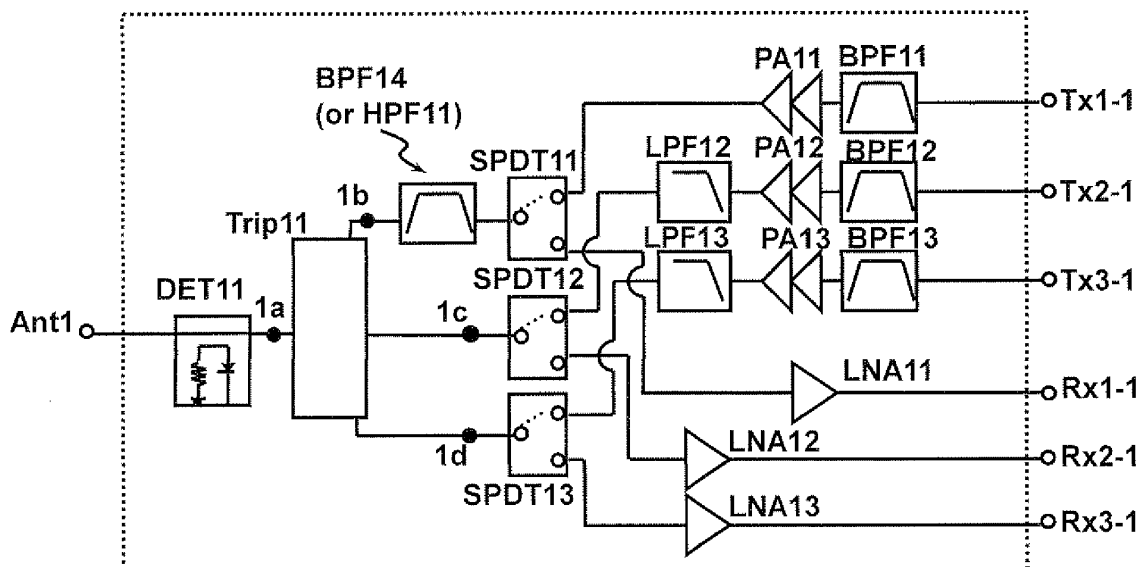 PA11
BPF11
Tx1-1
BPF14
(or HPF11)
SPDT11
LPF12
PA12
BPF12
Tx2-1
1b
Trip11
LPF13
PA13
BPF13
Tx3-1
SPDT12
DET11
1a
1c
Ant1
LNA11
Rx1-1
1d
SPDT13
LNA12
Rx2-1
LNA13
Rx3-1